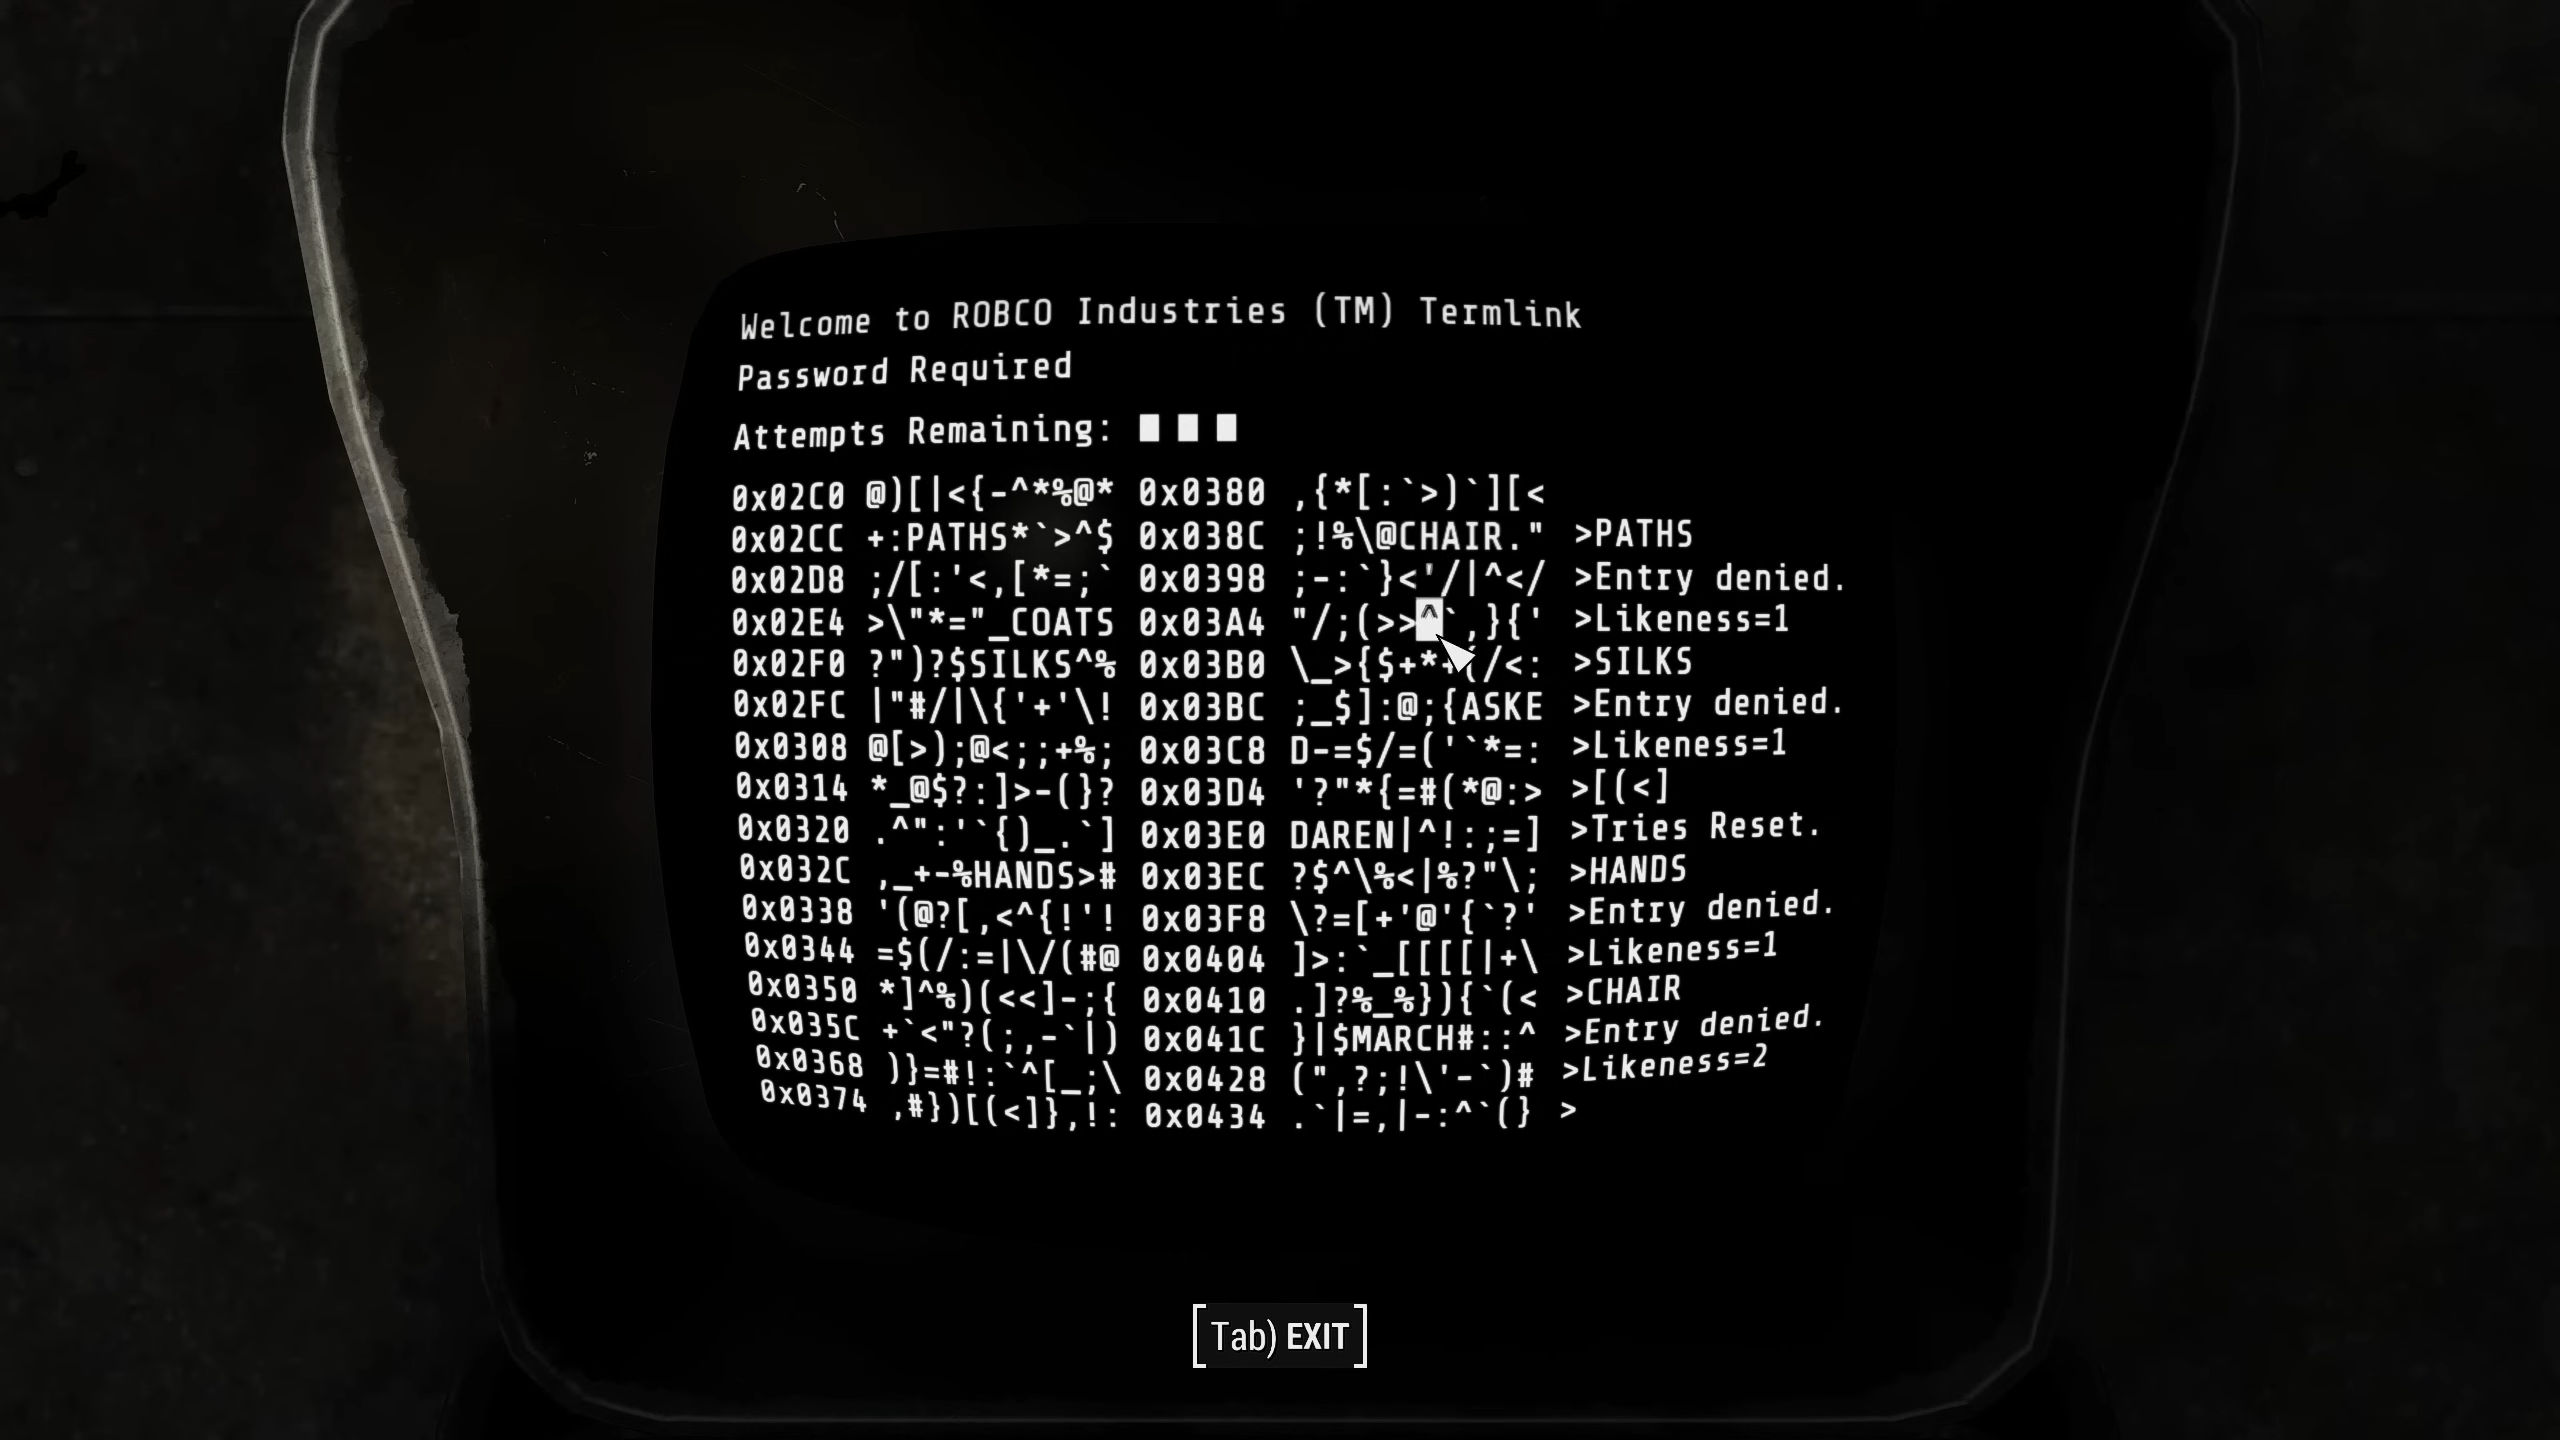 Welcome to ROBCO Industries (TM) Termlink
Password Required
Attempts Remaining: ■ ■ ■
0x02C0 @)[|<{-^*%@* 0x0380 ,{*[:`>)`][<
0x02CC +:PATHS*`>^$ 0x038C ;!%\@CHAIR." >PATHS
0x02D8 ;/[:'<,[*=;` 0x0398 ;-:`}<'/|^</ >Entry denied.
0x02E4 >\"*="_COATS 0x03A4 "/;(>>^`,}{' >Likeness=1
0x02F0 ?")?$SILKS^% 0x03B0 \_>{$+*+(/<: >SILKS
0x02FC |"#/|\{'+'\! 0x03BC ;_$]:@;{ASKE >Entry denied.
0x0308 @[>);@<;;+%; 0x03C8 D-=$/=('`*=: >Likeness=1
0x0314 *_@$?:]>-(}? 0x03D4 '?"*{=#(*@:> >[(<]
0x0320 .^":'`{)_.`] 0x03E0 DAREN|^!:;=] >Tries Reset.
0x032C ,_+-%HANDS># 0x03EC ?$^\%<|%?"\; >HANDS
0x0338 '(@?[,<^{!'! 0x03F8 \?=[+'@'{`?' >Entry denied.
0x0344 =$(/:=|\/(#@ 0x0404 ]>:`_[[[[|+\ >Likeness=1
0x0350 *]^%)(<<]-;{ 0x0410 .]?%_%}){`(< >CHAIR
0x035C +`<"?(;,-`|) 0x041C }|$MARCH#::^ >Entry denied.
0x0368 )}=#!:`^[_;\ 0x0428 (",?;!\'-`)# >Likeness=2
0x0374 ,#})[(<]},!: 0x0434 .`|=,|-:^`(} >
Tab) EXIT